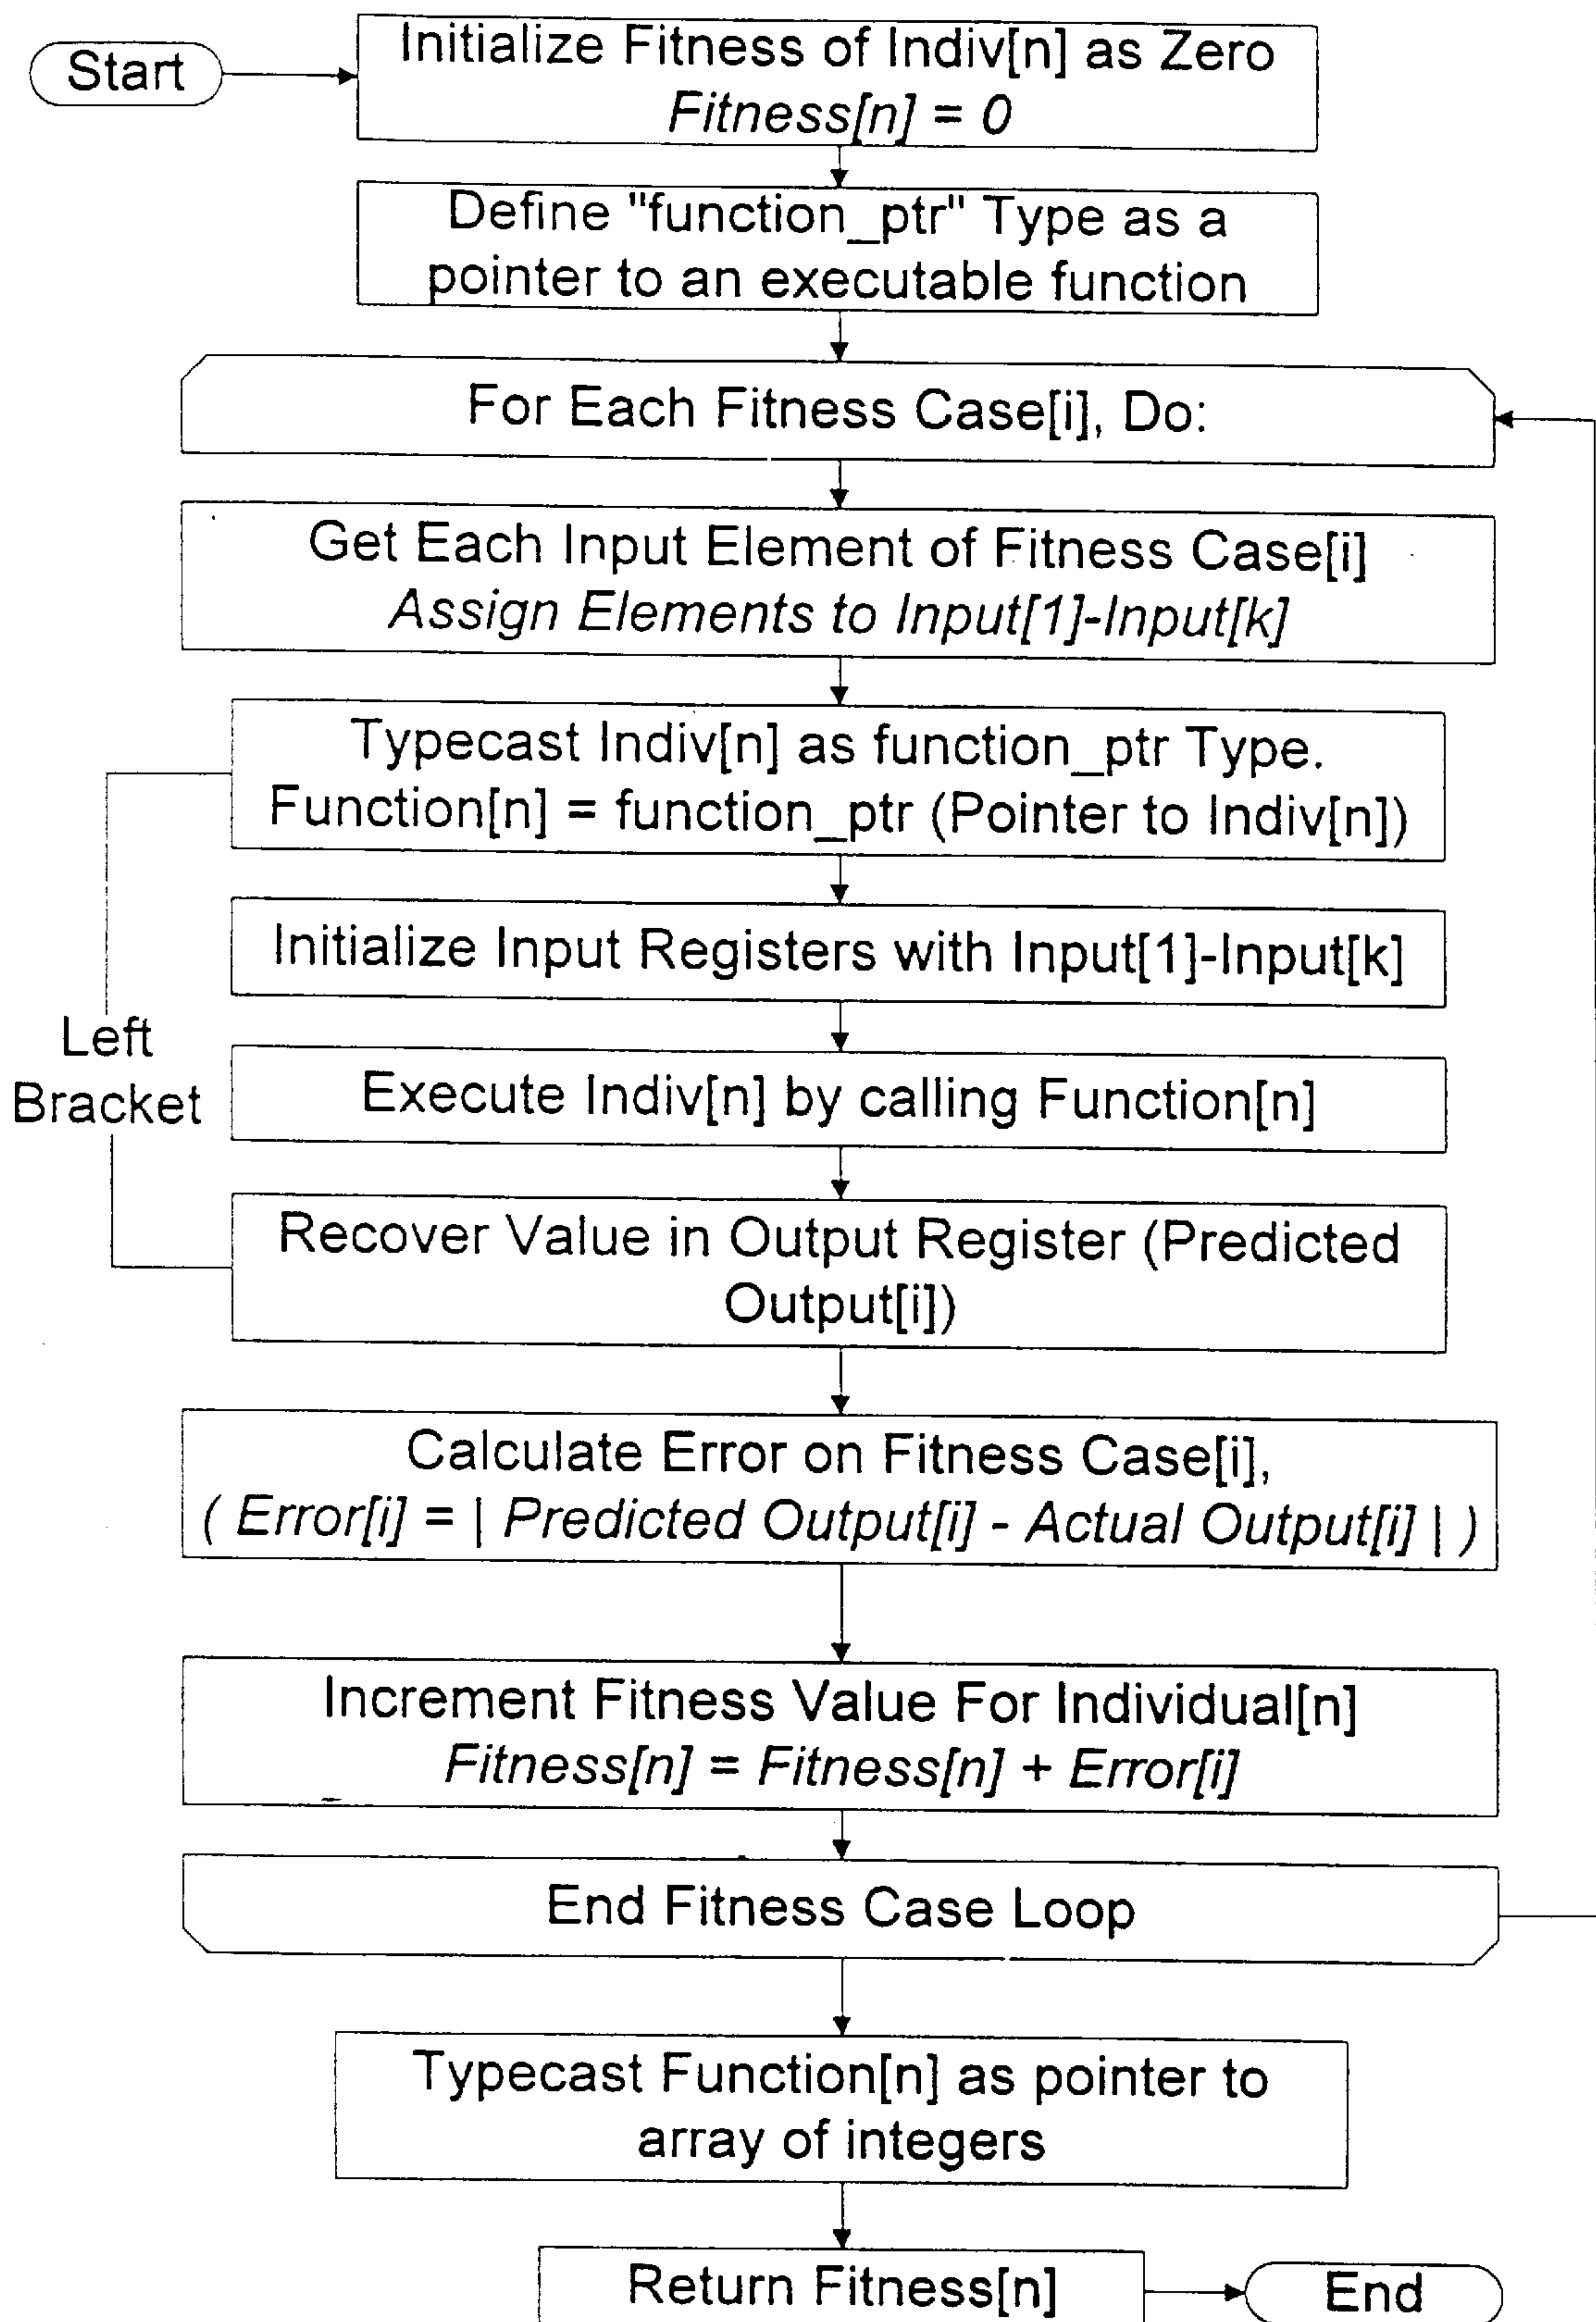 Start
Initialize Fitness of Indiv[n] as Zero
Fitness[n] = 0
Define "function_ptr" Type as a
pointer to an executable function
For Each Fitness Case[i], Do:
Get Each Input Element of Fitness Case[i]
Assign Elements to Input[1]-Input[k]
Typecast Indiv[n] as function_ptr Type.
Function[n] = function_ptr (Pointer to Indiv[n])
Initialize Input Registers with Input[1]-Input[k]
Left
Bracket
Execute Indiv[n] by calling Function[n]
Recover Value in Output Register (Predicted
Output[i])
Calculate Error on Fitness Case[i],
( Error[i] = | Predicted Output[i] - Actual Output[i] | )
Increment Fitness Value For Individual[n]
Fitness[n] = Fitness[n] + Error[i]
End Fitness Case Loop
Typecast Function[n] as pointer to
array of integers
Return Fitness[n]
End